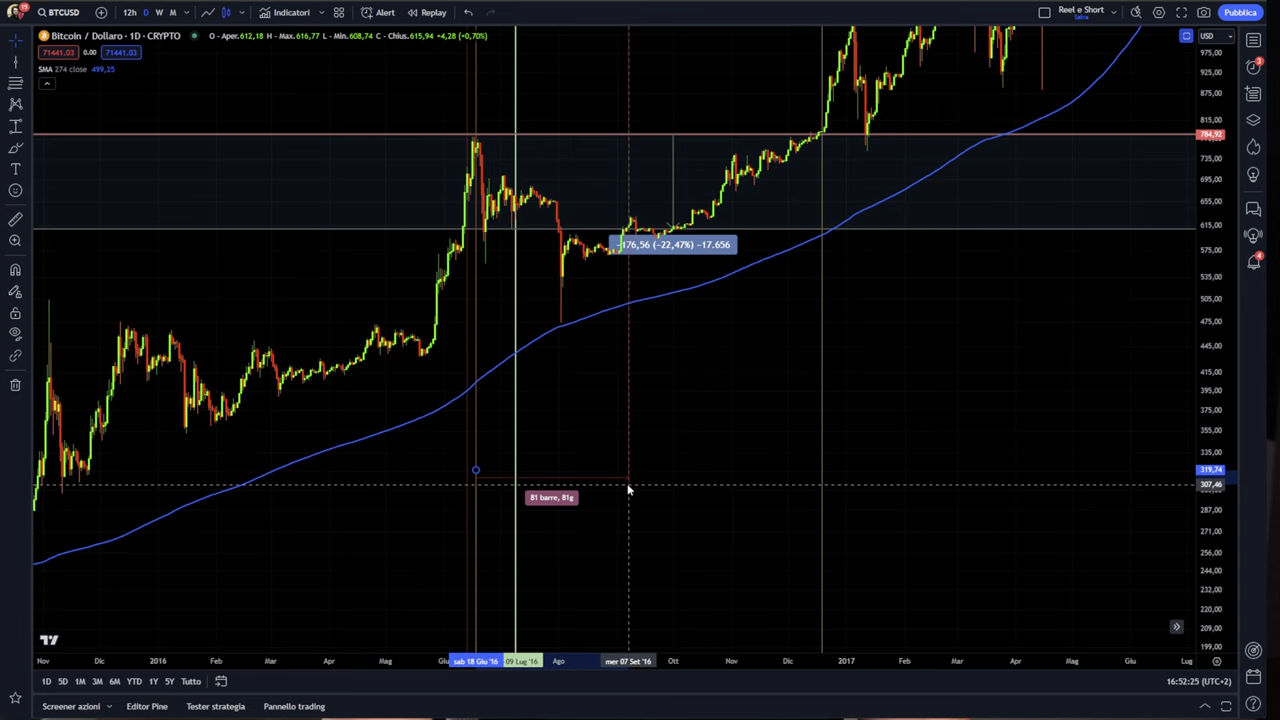 15
BTCUSD
12h D W M
Indicatori
Alert
Replay
Reel e Short
Salva
Pubblica
Bitcoin / Dollaro · 1D · CRYPTO
O - Aper.612,18 H - Max.616,77 L - Min.608,74 C - Chius.615,94 +4,28 (+0,70%)
71441.03 0.00 71441.03
SMA 274 close 499,25
USD
975,00
925,00
875,00
815,00
784,92
735,00
695,00
655,00
615,00
575,00
535,00
505,00
475,00
445,00
415,00
390,00
375,00
355,00
335,00
319,74
307,46
287,00
271,00
256,00
244,00
232,00
220,00
209,00
199,00
−176,56 (−22,47%) −17.656
81 barre, 81g
3
4
Nov Dic 2016 Feb Mar Apr Mag Giu sab 18 Giu '16 09 Lug '16 Ago mer 07 Set '16 Ott Nov Dic 2017 Feb Mar Apr Mag Giu Lug
1D 5D 1M 3M 6M YTD 1Y 5Y Tutto
16:52:25 (UTC+2)
Screener azioni
Editor Pine
Tester strategia
Pannello trading